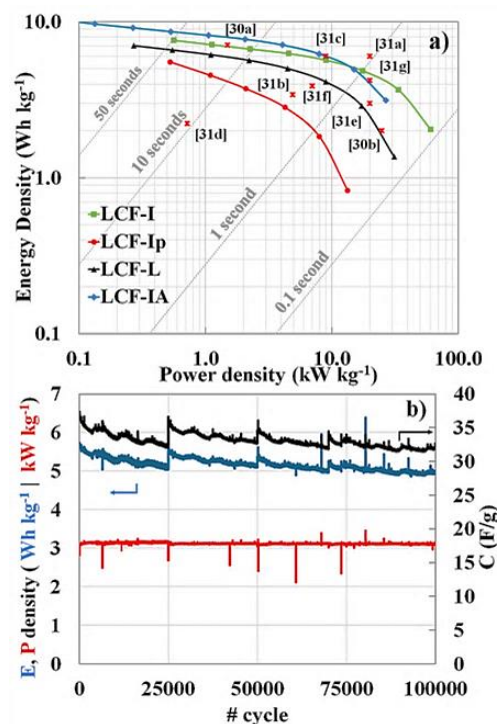 10.0
1.0
0.1
Energy Density (Wh kg-1)
a)
[30a]
[31c]
[31a]
[31g]
[31b]
[31f]
[31d]
[31e]
[30b]
50 seconds
10 seconds
1 second
0.1 second
LCF-I
LCF-Ip
LCF-L
LCF-IA
0.1
1.0
10.0
100.0
Power density (kW kg-1)
b)
7
6
5
4
3
2
1
0
E, P density ( Wh kg-1 | kW kg-1)
40
35
30
25
20
15
10
5
0
C (F/g)
0
25000
50000
75000
100000
# cycle